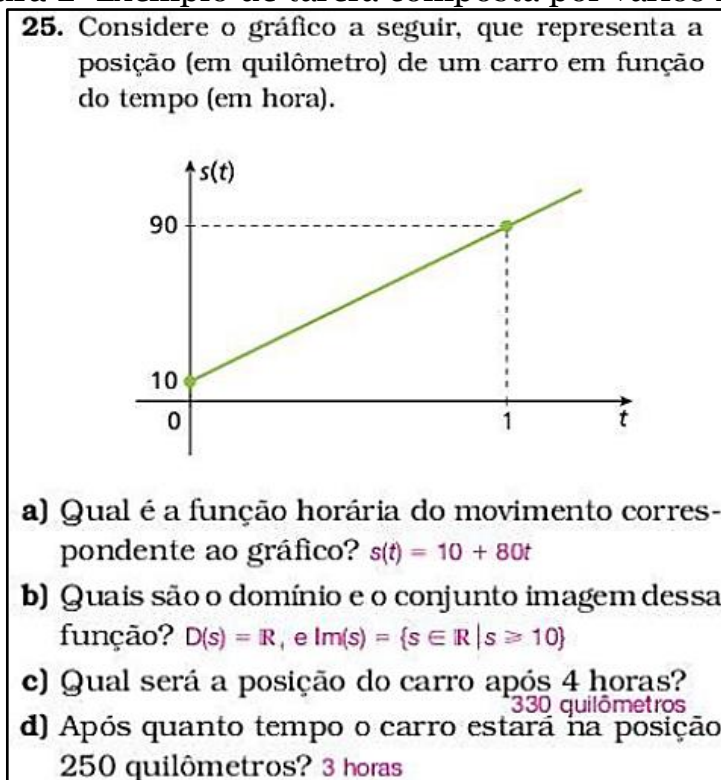 25. Considere o gráfico a seguir, que representa a
posição (em quilômetro) de um carro em função
do tempo (em hora).
s(t)
90
10
0
1
t
a) Qual é a função horária do movimento corres-
pondente ao gráfico? s(t) = 10 + 80t
b) Quais são o domínio e o conjunto imagem dessa
função? D(s) = ℝ, e Im(s) = {s ∈ ℝ | s ⩾ 10}
c) Qual será a posição do carro após 4 horas?
330 quilômetros
d) Após quanto tempo o carro estará na posição
250 quilômetros? 3 horas